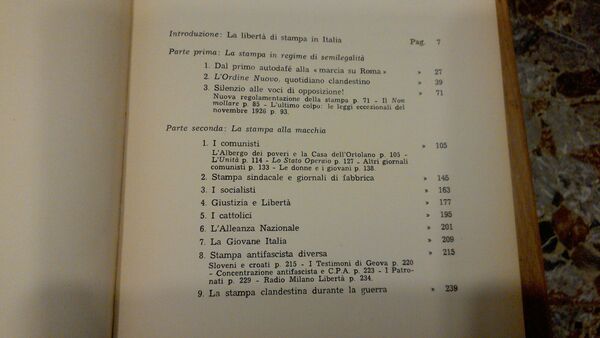 Introduzione: La libertà di stampa in Italia Pag. 7
Parte prima: La stampa in regime di semilegalità
1. Dal primo autodafé alla «marcia su Roma» » 27
2. L'Ordine Nuovo, quotidiano clandestino » 39
3. Silenzio alle voci di opposizione! » 71
Nuova regolamentazione della stampa p. 71 - Il Non
mollare p. 85 - L'ultimo colpo: le leggi eccezionali del
novembre 1926 p. 93.
Parte seconda: La stampa alla macchia
1. I comunisti » 105
L'Albergo dei poveri e la Casa dell'Ortolano p. 105 -
L'Unità p. 114 - Lo Stato Operaio p. 127 - Altri giornali
comunisti p. 133 - Le donne e i giovani p. 138.
2. Stampa sindacale e giornali di fabbrica » 145
3. I socialisti » 163
4. Giustizia e Libertà » 177
5. I cattolici » 195
6. L'Alleanza Nazionale » 201
7. La Giovane Italia » 209
8. Stampa antifascista diversa » 215
Sloveni e croati p. 215 - I Testimoni di Geova p. 220
- Concentrazione antifascista e C.P.A. p. 223 - I Patro-
nati p. 229 - Radio Milano Libertà p. 234.
9. La stampa clandestina durante la guerra » 239